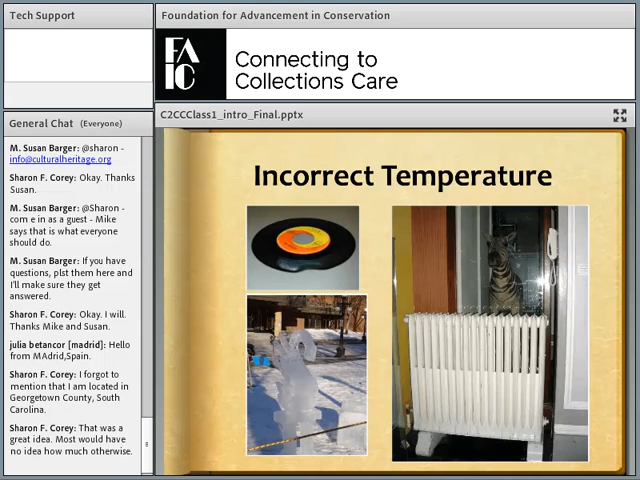 Tech Support
Foundation for Advancement in Conservation
FA
IC
Connecting to
Collections Care
General Chat (Everyone)
C2CCClass1_intro_Final.pptx
M. Susan Barger: @sharon -
info@culturalheritage.org
Sharon F. Corey: Okay. Thanks
Susan.
M. Susan Barger: @Sharon -
com e in as a guest - Mike
says that is what everyone
should do.
M. Susan Barger: If you have
questions, plst them here and
I'll make sure they get
answered.
Sharon F. Corey: Okay. I will.
Thanks Mike and Susan.
julia betancor [madrid]: Hello
from MAdrid,Spain.
Sharon F. Corey: I forgot to
mention that I am located in
Georgetown County, South
Carolina.
Sharon F. Corey: That was a
great idea. Most would have
no idea how much otherwise.
Incorrect Temperature